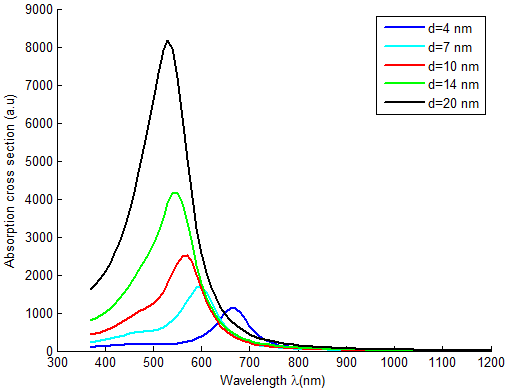 9000
8000
7000
6000
5000
4000
3000
2000
1000
0
Absorption cross section (a.u)
d=4 nm
d=7 nm
d=10 nm
d=14 nm
d=20 nm
300 400 500 600 700 800 900 1000 1100 1200
Wavelength λ(nm)